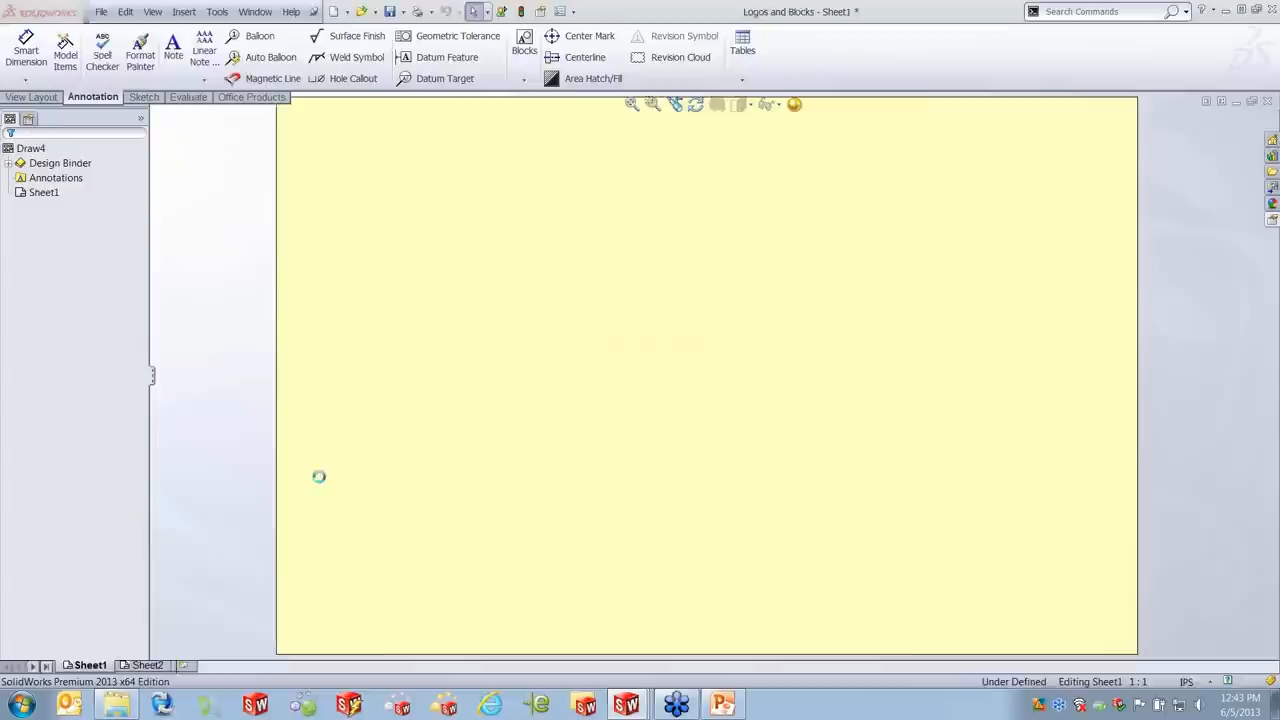 SOLIDWORKS File Edit View Insert Tools Window Help Logos and Blocks - Sheet1 * Search Commands
Smart Dimension Model Items Spell Checker Format Painter Note Linear Note ... Balloon Auto Balloon Magnetic Line Surface Finish Weld Symbol Hole Callout Geometric Tolerance Datum Feature Datum Target Blocks Center Mark Centerline Area Hatch/Fill Revision Symbol Revision Cloud Tables
View Layout Annotation Sketch Evaluate Office Products
Draw4
Design Binder
Annotations
Sheet1
Sheet1 Sheet2
SolidWorks Premium 2013 x64 Edition Under Defined Editing Sheet1 1 : 1 IPS
12:43 PM
6/5/2013